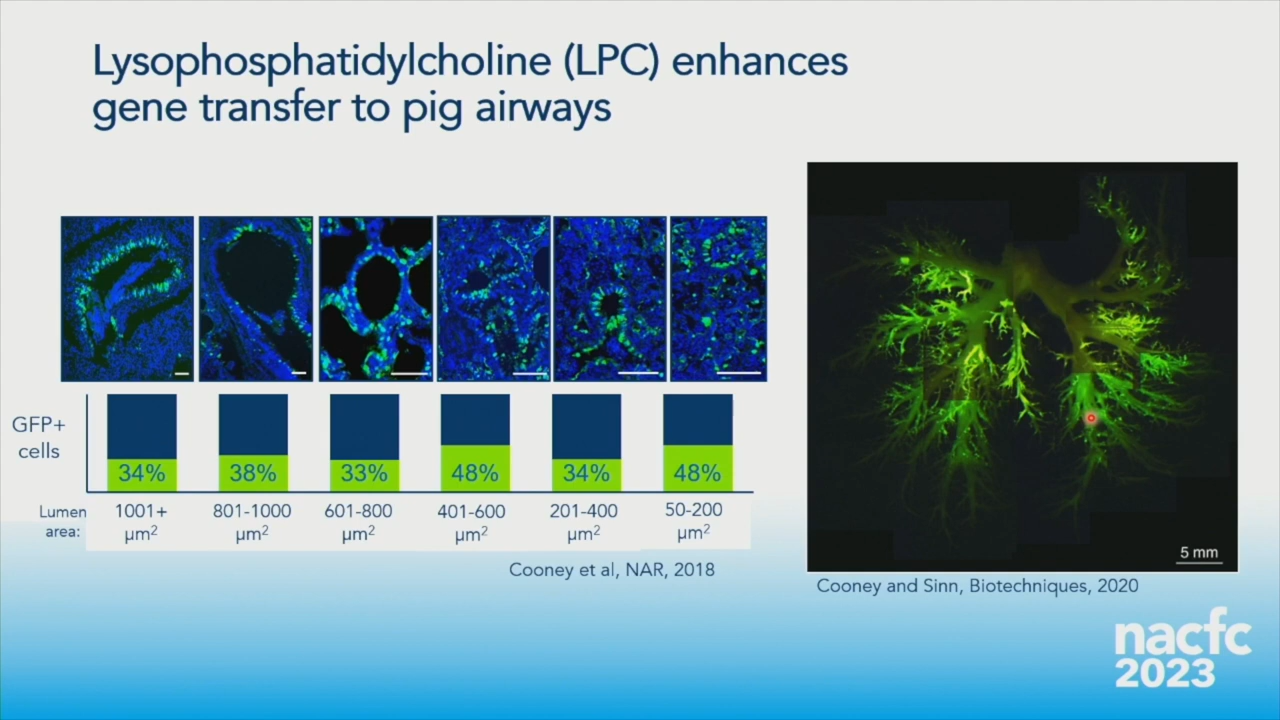 Lysophosphatidylcholine (LPC) enhances
gene transfer to pig airways
GFP+
cells
34%
38%
33%
48%
34%
48%
Lumen
area:
1001+
µm²
801-1000
µm²
601-800
µm²
401-600
µm²
201-400
µm²
50-200
µm²
Cooney et al, NAR, 2018
5 mm
Cooney and Sinn, Biotechniques, 2020
nacfc
2023